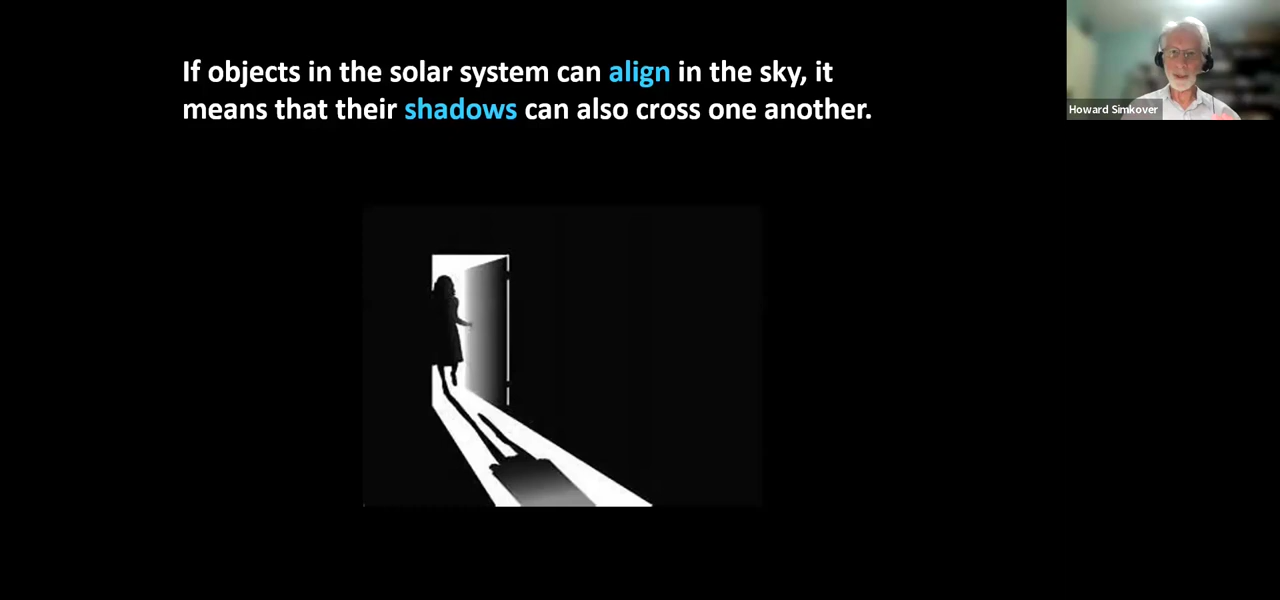 If objects in the solar system can align in the sky, it
means that their shadows can also cross one another.
Howard Simkover